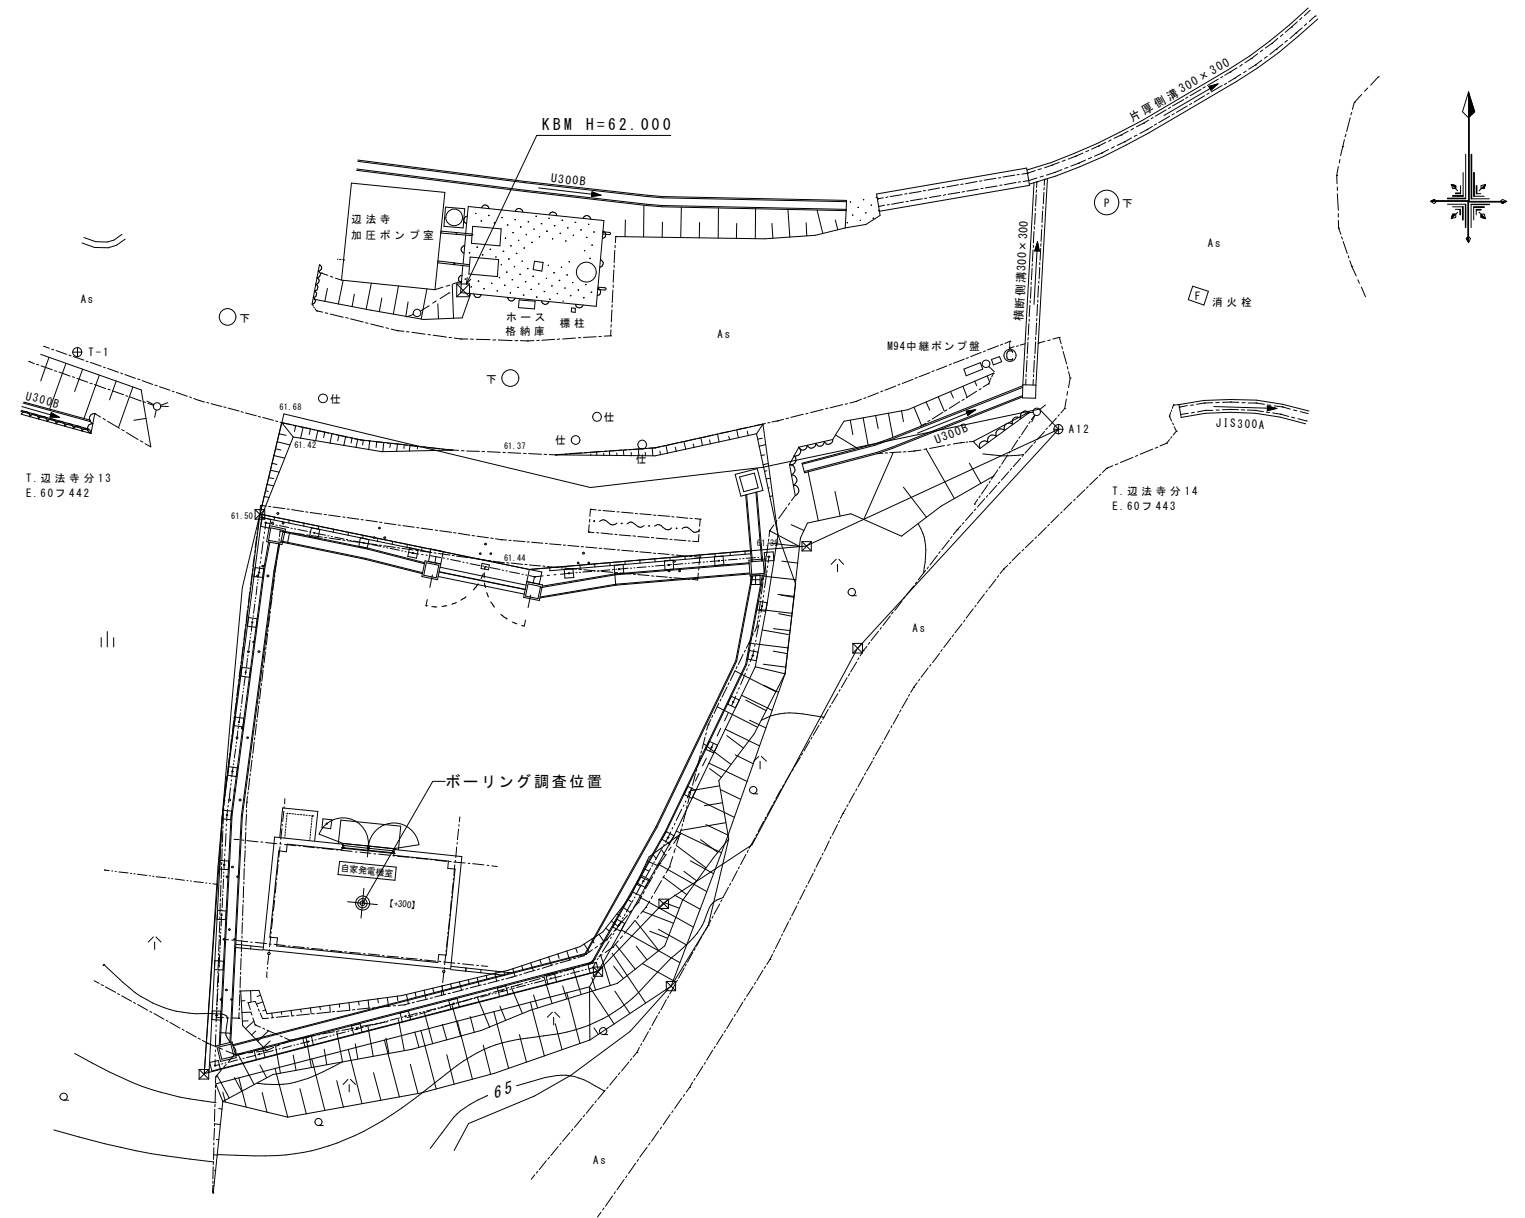 片厚側溝300×300
KBM H=62.000
U300B
辺法寺
加圧ポンプ室
P 下
As
As
横断側溝300×300
F 消火栓
下
ホース
格納庫
標柱
As
M94中継ポンプ盤
T-1
下
U300B
仕
61.68
仕
JIS300A
A12
U300B
仕
61.42
61.37
仕
T.辺法寺分13
E.60フ442
T.辺法寺分14
E.60フ443
61.50
61.44
As
ボーリング調査位置
自家発電機室
【+300】
65
As